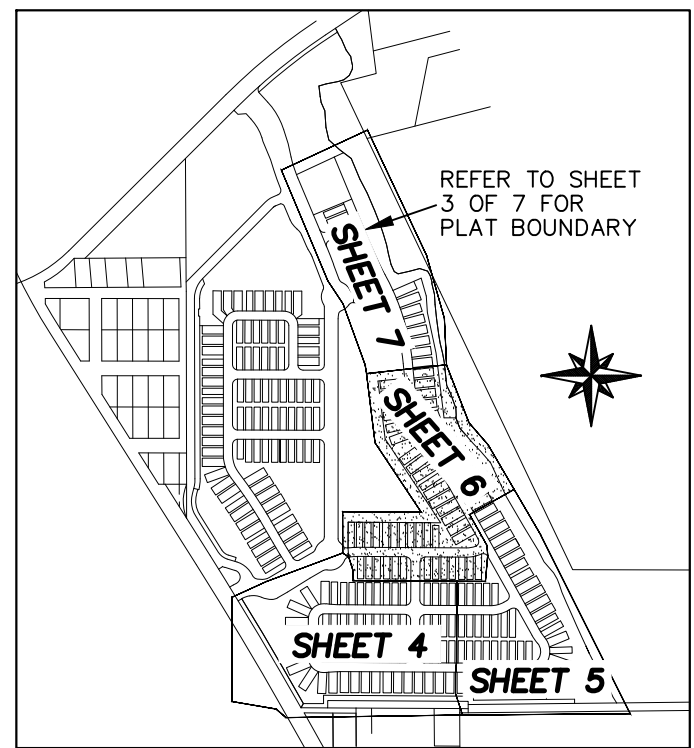 REFER TO SHEET
3 OF 7 FOR
PLAT BOUNDARY
SHEET 7
SHEET 6
SHEET 4
SHEET 5